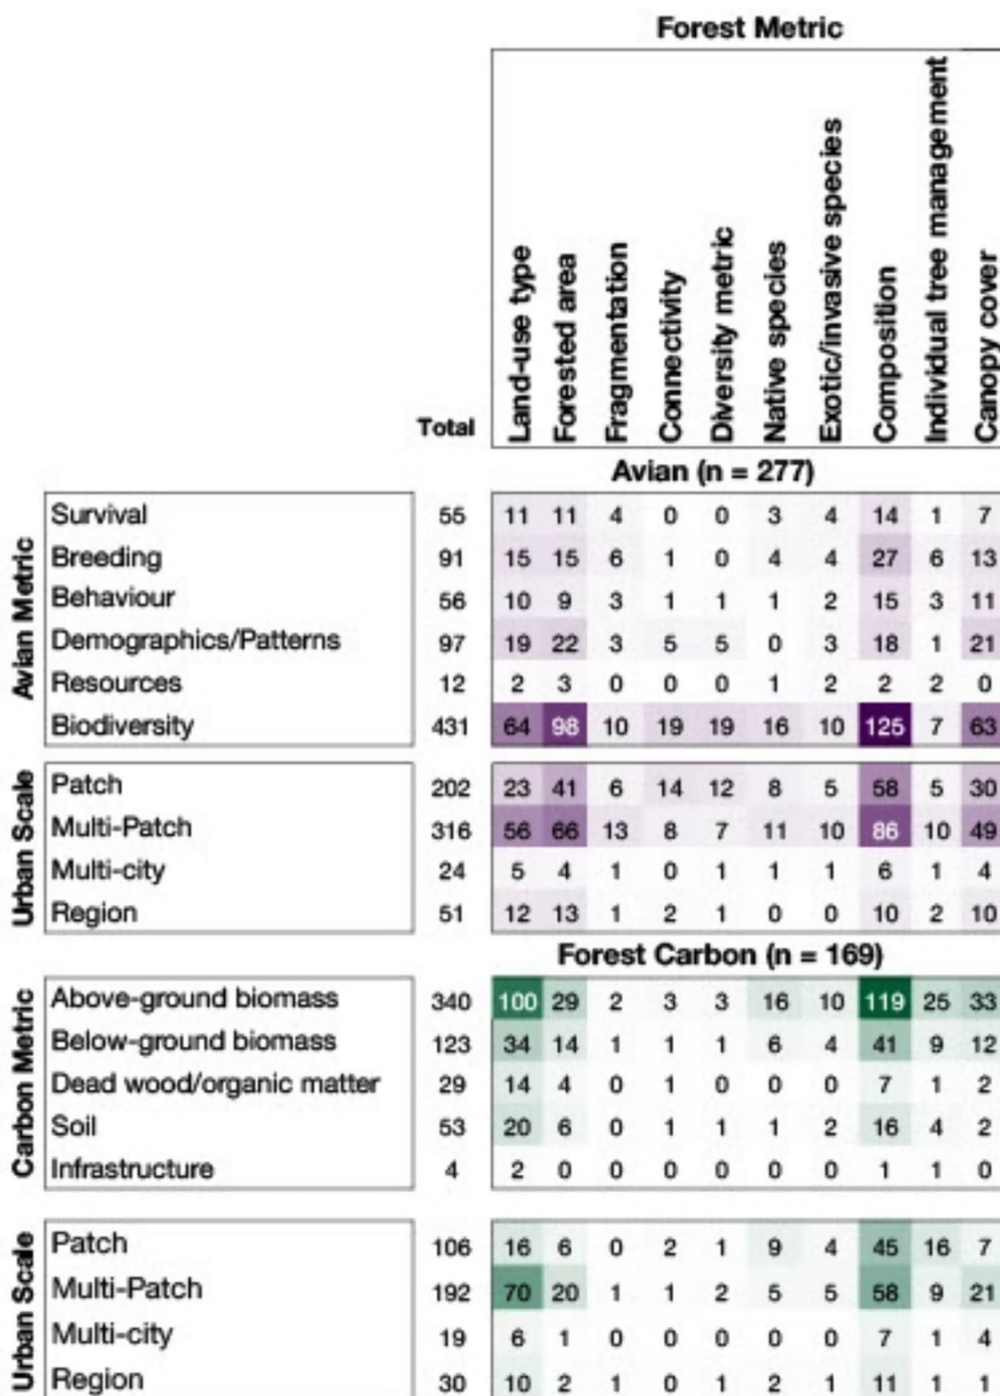 Forest Metric
Total Land-use type Forested area Fragmentation Connectivity Diversity metric Native species Exotic/invasive species Composition Individual tree management Canopy cover
Avian (n = 277)
Avian Metric
Survival 55 11 11 4 0 0 3 4 14 1 7
Breeding 91 15 15 6 1 0 4 4 27 6 13
Behaviour 56 10 9 3 1 1 1 2 15 3 11
Demographics/Patterns 97 19 22 3 5 5 0 3 18 1 21
Resources 12 2 3 0 0 0 1 2 2 2 0
Biodiversity 431 64 98 10 19 19 16 10 125 7 63
Urban Scale
Patch 202 23 41 6 14 12 8 5 58 5 30
Multi-Patch 316 56 66 13 8 7 11 10 86 10 49
Multi-city 24 5 4 1 0 1 1 1 6 1 4
Region 51 12 13 1 2 1 0 0 10 2 10
Forest Carbon (n = 169)
Carbon Metric
Above-ground biomass 340 100 29 2 3 3 16 10 119 25 33
Below-ground biomass 123 34 14 1 1 1 6 4 41 9 12
Dead wood/organic matter 29 14 4 0 1 0 0 0 7 1 2
Soil 53 20 6 0 1 1 1 2 16 4 2
Infrastructure 4 2 0 0 0 0 0 0 1 1 0
Urban Scale
Patch 106 16 6 0 2 1 9 4 45 16 7
Multi-Patch 192 70 20 1 1 2 5 5 58 9 21
Multi-city 19 6 1 0 0 0 0 0 7 1 4
Region 30 10 2 1 0 1 2 1 11 1 1